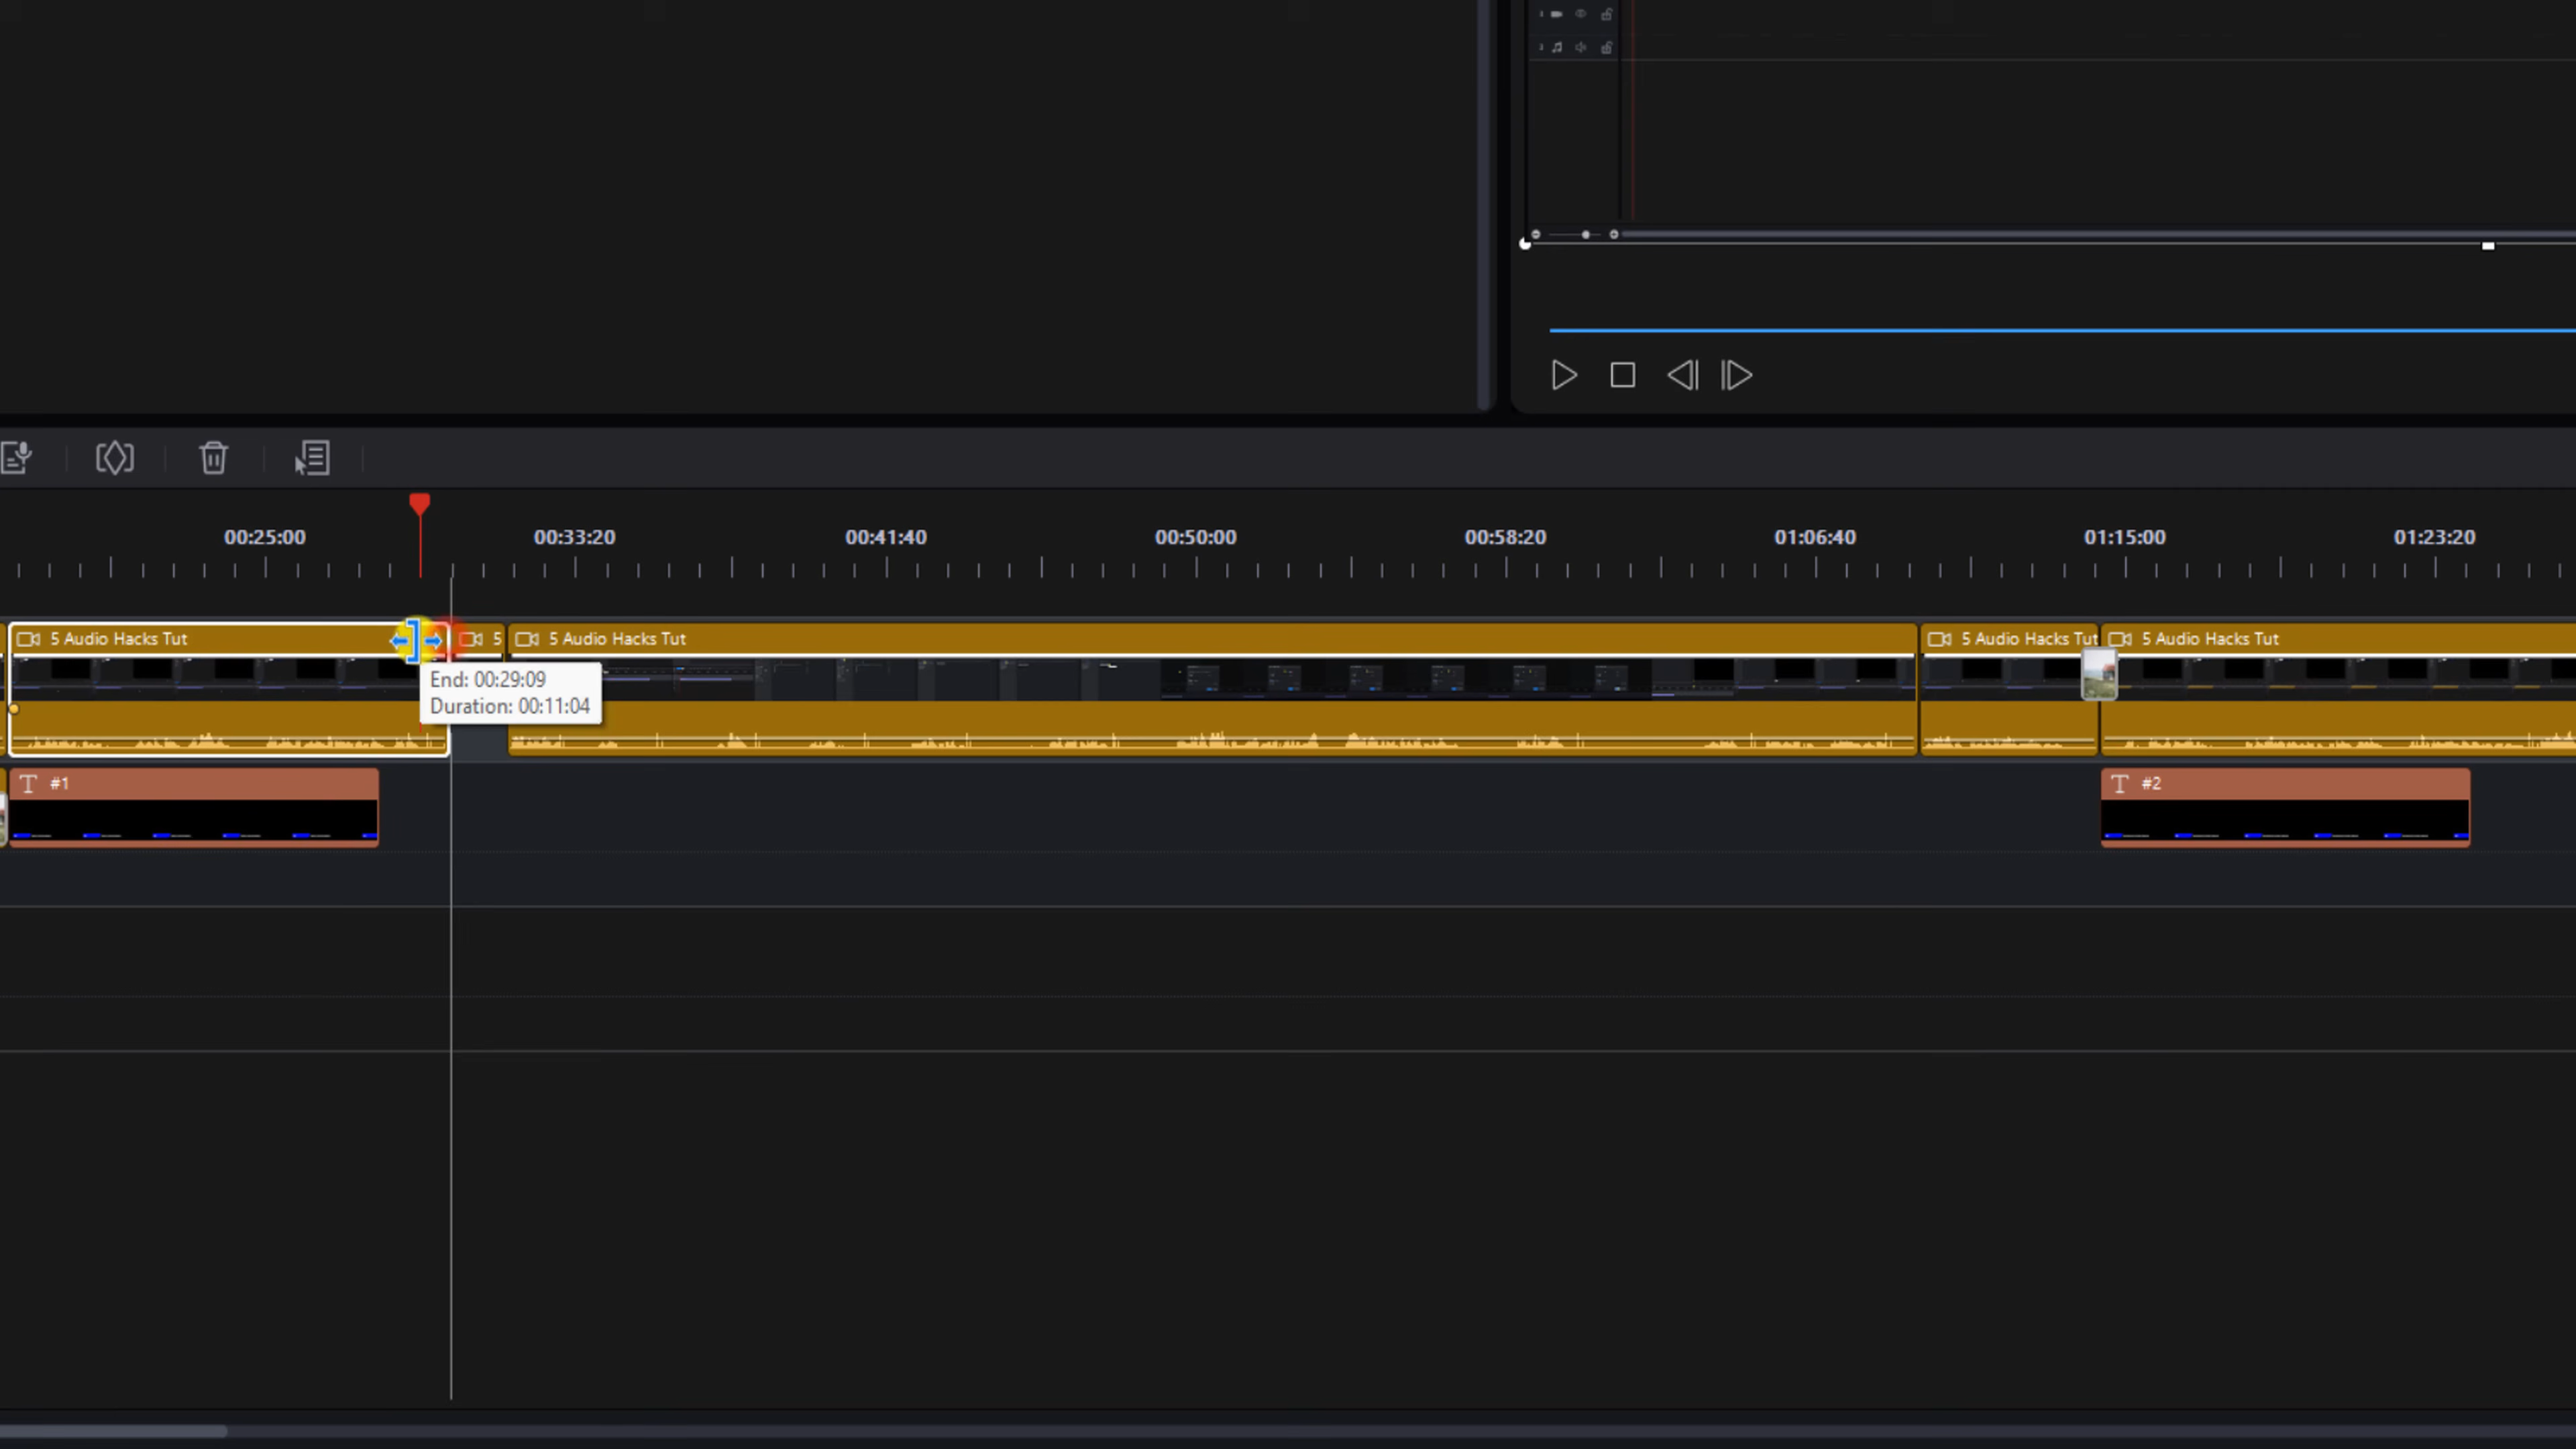 00:25:00
00:33:20
00:41:40
00:50:00
00:58:20
01:06:40
01:15:00
01:23:20
5 Audio Hacks Tut
5
5 Audio Hacks Tut
5 Audio Hacks Tut
5 Audio Hacks Tut
End: 00:29:09
Duration: 00:11:04
#1
#2